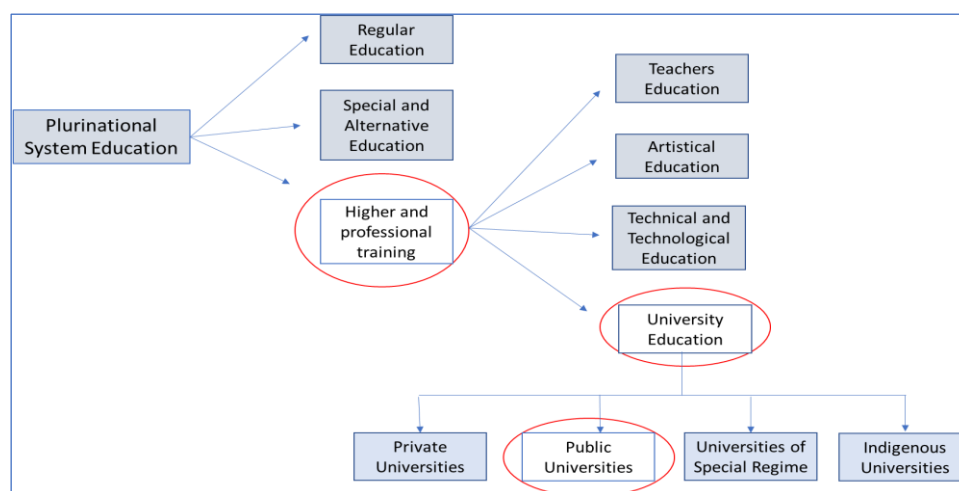 Regular
Education
Plurinational
System Education
Special and
Alternative
Education
Higher and
professional
training
Teachers
Education
Artistical
Education
Technical and
Technological
Education
University
Education
Private
Universities
Public
Universities
Universities of
Special Regime
Indigenous
Universities